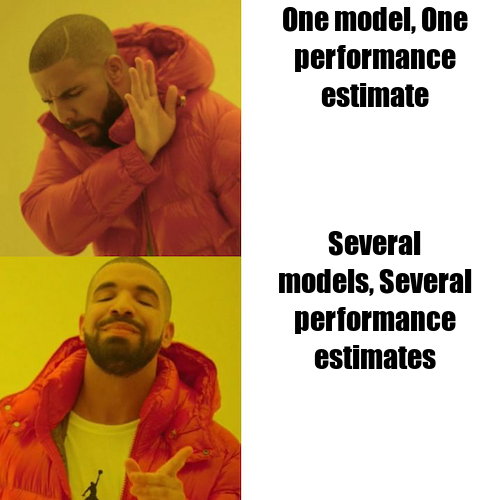 One model, One
performance
estimate
Several
models, Several
performance
estimates